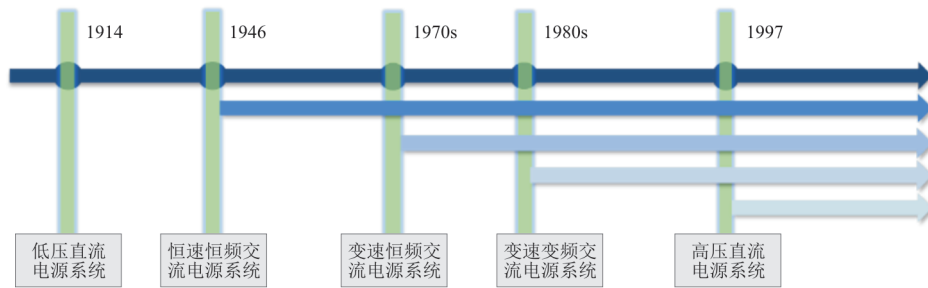 1914
1946
1970s
1980s
1997
低压直流
电源系统
恒速恒频交
流电源系统
变速恒频交
流电源系统
变速变频交
流电源系统
高压直流
电源系统